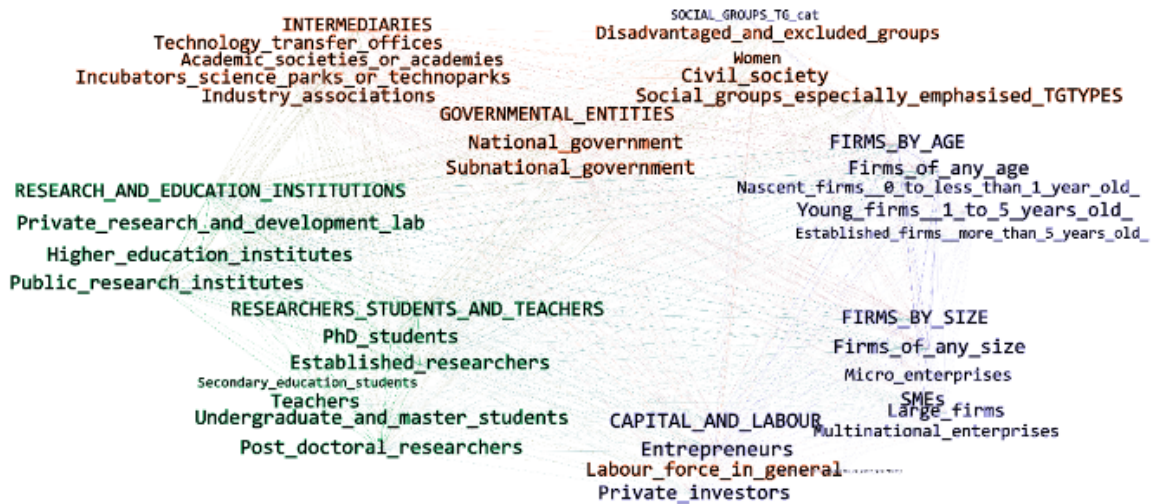 INTERMEDIARIES
Technology_transfer_offices
Academic_societies_or_academies
Incubators_science_parks_or_technoparks
Industry_associations
SOCIAL_GROUPS_TG_cat
Disadvantaged_and_excluded_groups
Women
Civil_society
Social_groups_especially_emphasised_TGTYPES
GOVERNMENTAL_ENTITIES
National_government
Subnational_government
FIRMS_BY_AGE
Firms_of_any_age
Nascent_firms__0_to_less_than_1_year_old_
Young_firms__1_to_5_years_old_
Established_firms__more_than_5_years_old_
RESEARCH_AND_EDUCATION_INSTITUTIONS
Private_research_and_development_lab
Higher_education_institutes
Public_research_institutes
RESEARCHERS_STUDENTS_AND_TEACHERS
PhD_students
Established_researchers
Secondary_education_students
Teachers
Undergraduate_and_master_students
Post_doctoral_researchers
FIRMS_BY_SIZE
Firms_of_any_size
Micro_enterprises
SMEs
Large_firms
Multinational_enterprises
CAPITAL_AND_LABOUR
Entrepreneurs
Labour_force_in_general
Private_investors